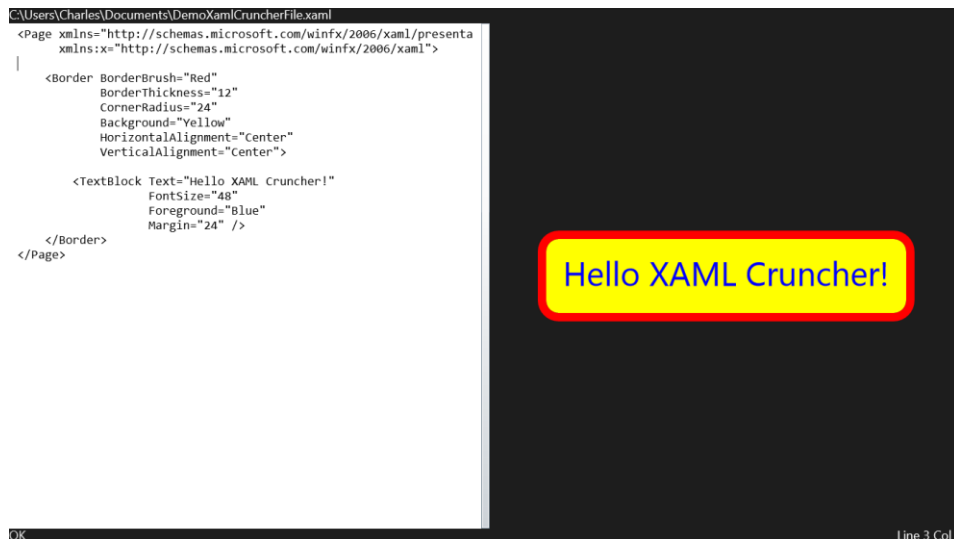 C:\Users\Charles\Documents\DemoXamlCruncherFile.xaml
<Page xmlns="http://schemas.microsoft.com/winfx/2006/xaml/presenta
      xmlns:x="http://schemas.microsoft.com/winfx/2006/xaml">
    <Border BorderBrush="Red"
            BorderThickness="12"
            CornerRadius="24"
            Background="Yellow"
            HorizontalAlignment="Center"
            VerticalAlignment="Center">
        <TextBlock Text="Hello XAML Cruncher!"
                   FontSize="48"
                   Foreground="Blue"
                   Margin="24" />
    </Border>
</Page>
Hello XAML Cruncher!
OK
Line 3 Col